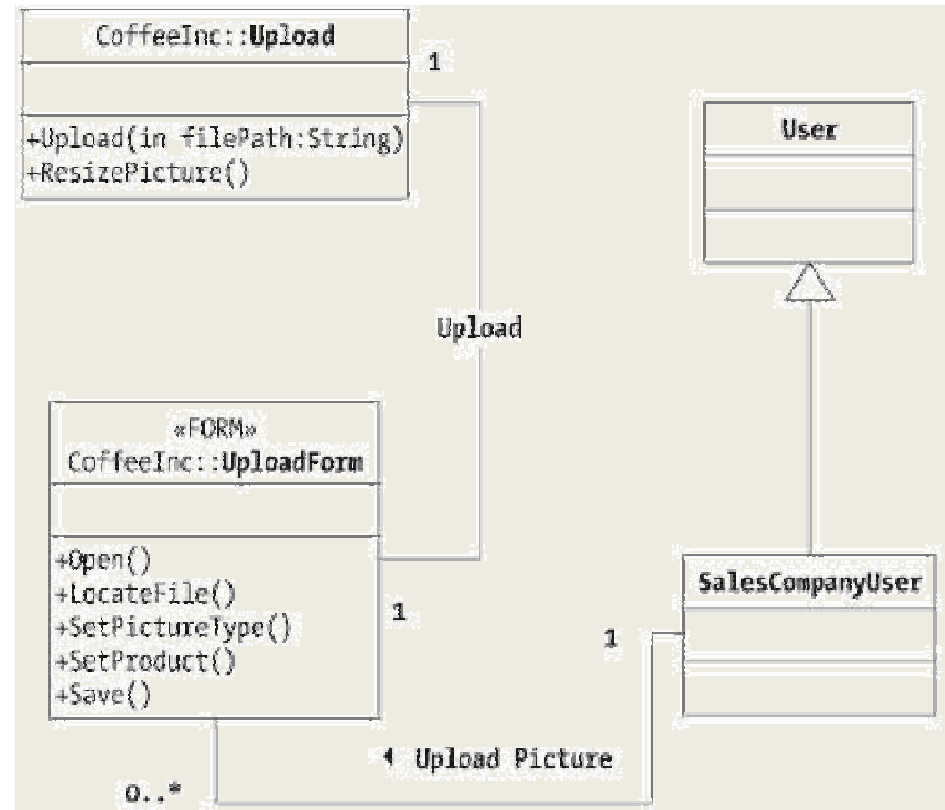 CoffeeInc::Upload
1
+Upload(in filePath:String)
+ResizePicture()
User
Upload
«FORM»
CoffeeInc::UploadForm
+Open()
+LocateFile()
+SetPictureType()
+SetProduct()
+Save()
1
SalesCompanyUser
1
Upload Picture
0..*